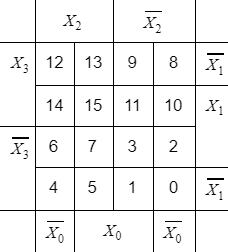 X₂ X̅₂
X₃ 12 13 9 8 X̅₁
14 15 11 10 X₁
X̅₃ 6 7 3 2
4 5 1 0 X̅₁
X̅₀ X₀ X̅₀